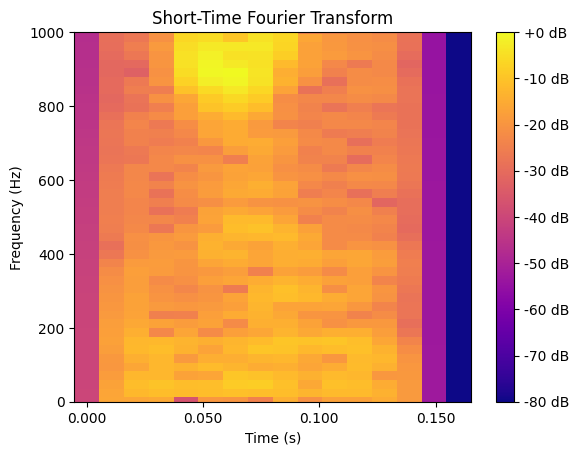 Short-Time Fourier Transform
1000
800
600
400
200
0
Frequency (Hz)
0.000
0.050
0.100
0.150
Time (s)
+0 dB
-10 dB
-20 dB
-30 dB
-40 dB
-50 dB
-60 dB
-70 dB
-80 dB